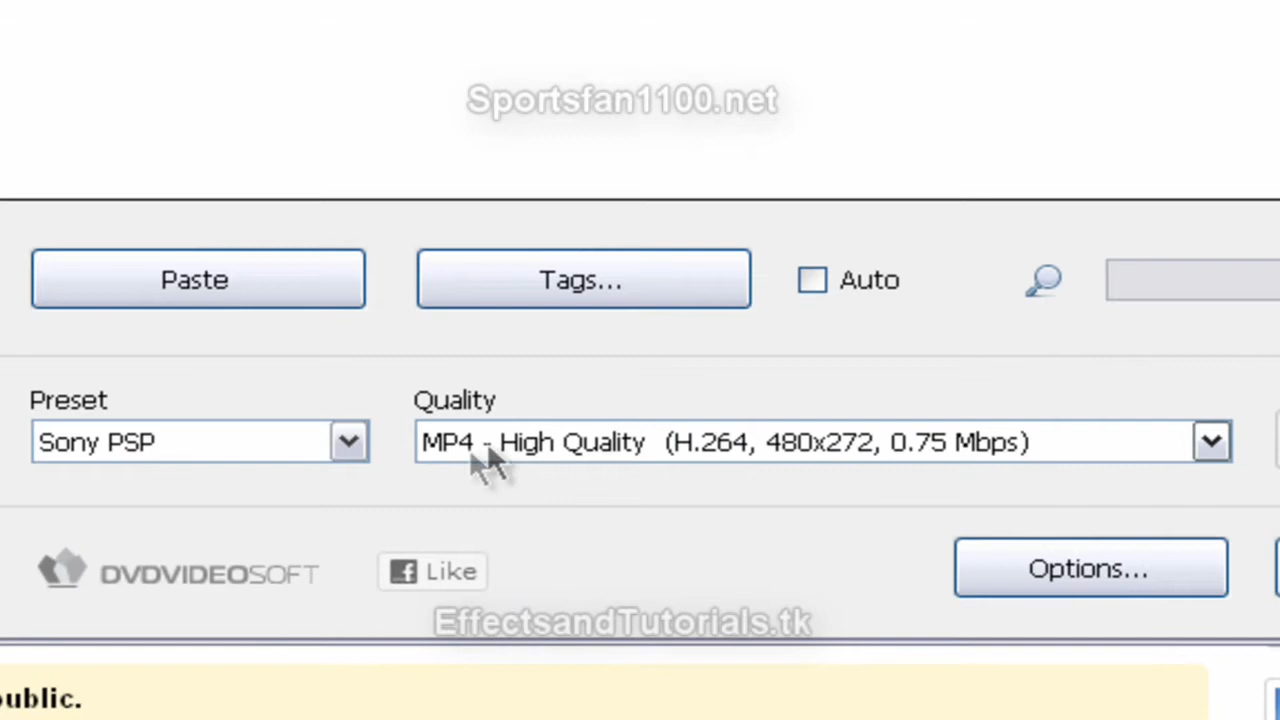 Sportsfan1100.net
Paste
Tags...
Auto
Preset
Quality
Sony PSP
MP4 - High Quality (H.264, 480x272, 0.75 Mbps)
DVDVIDEOSOFT
Like
Options...
EffectsandTutorials.tk
public.